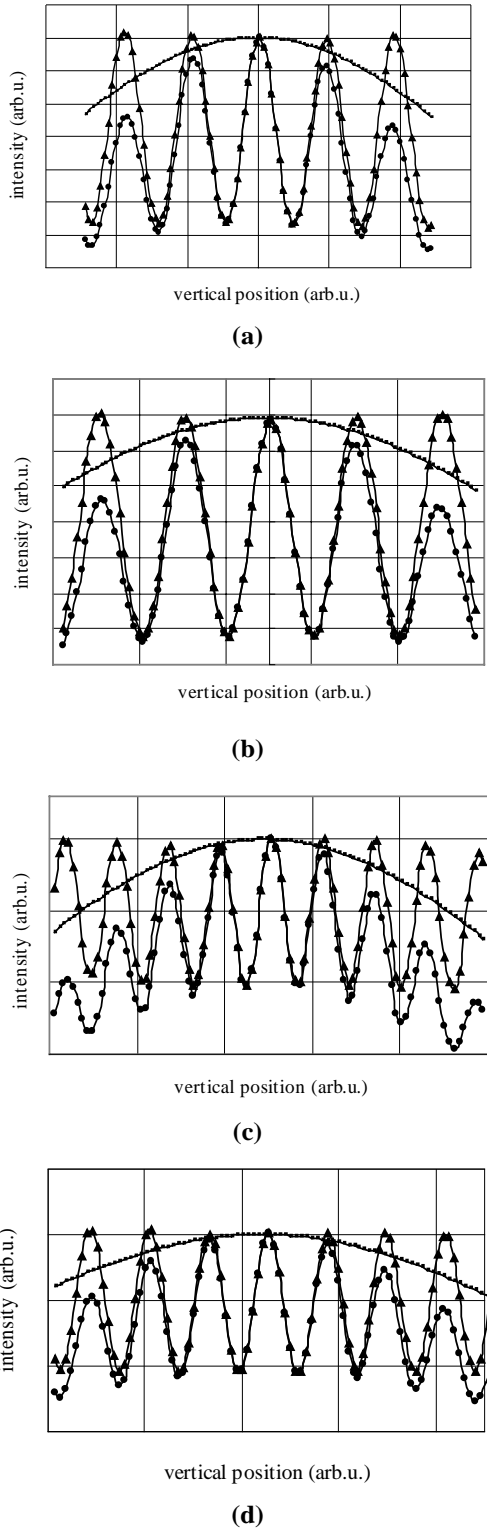 intensity (arb.u.)
vertical position (arb.u.)
(a)
intensity (arb.u.)
vertical position (arb.u.)
(b)
intensity (arb.u.)
vertical position (arb.u.)
(c)
intensity (arb.u.)
vertical position (arb.u.)
(d)